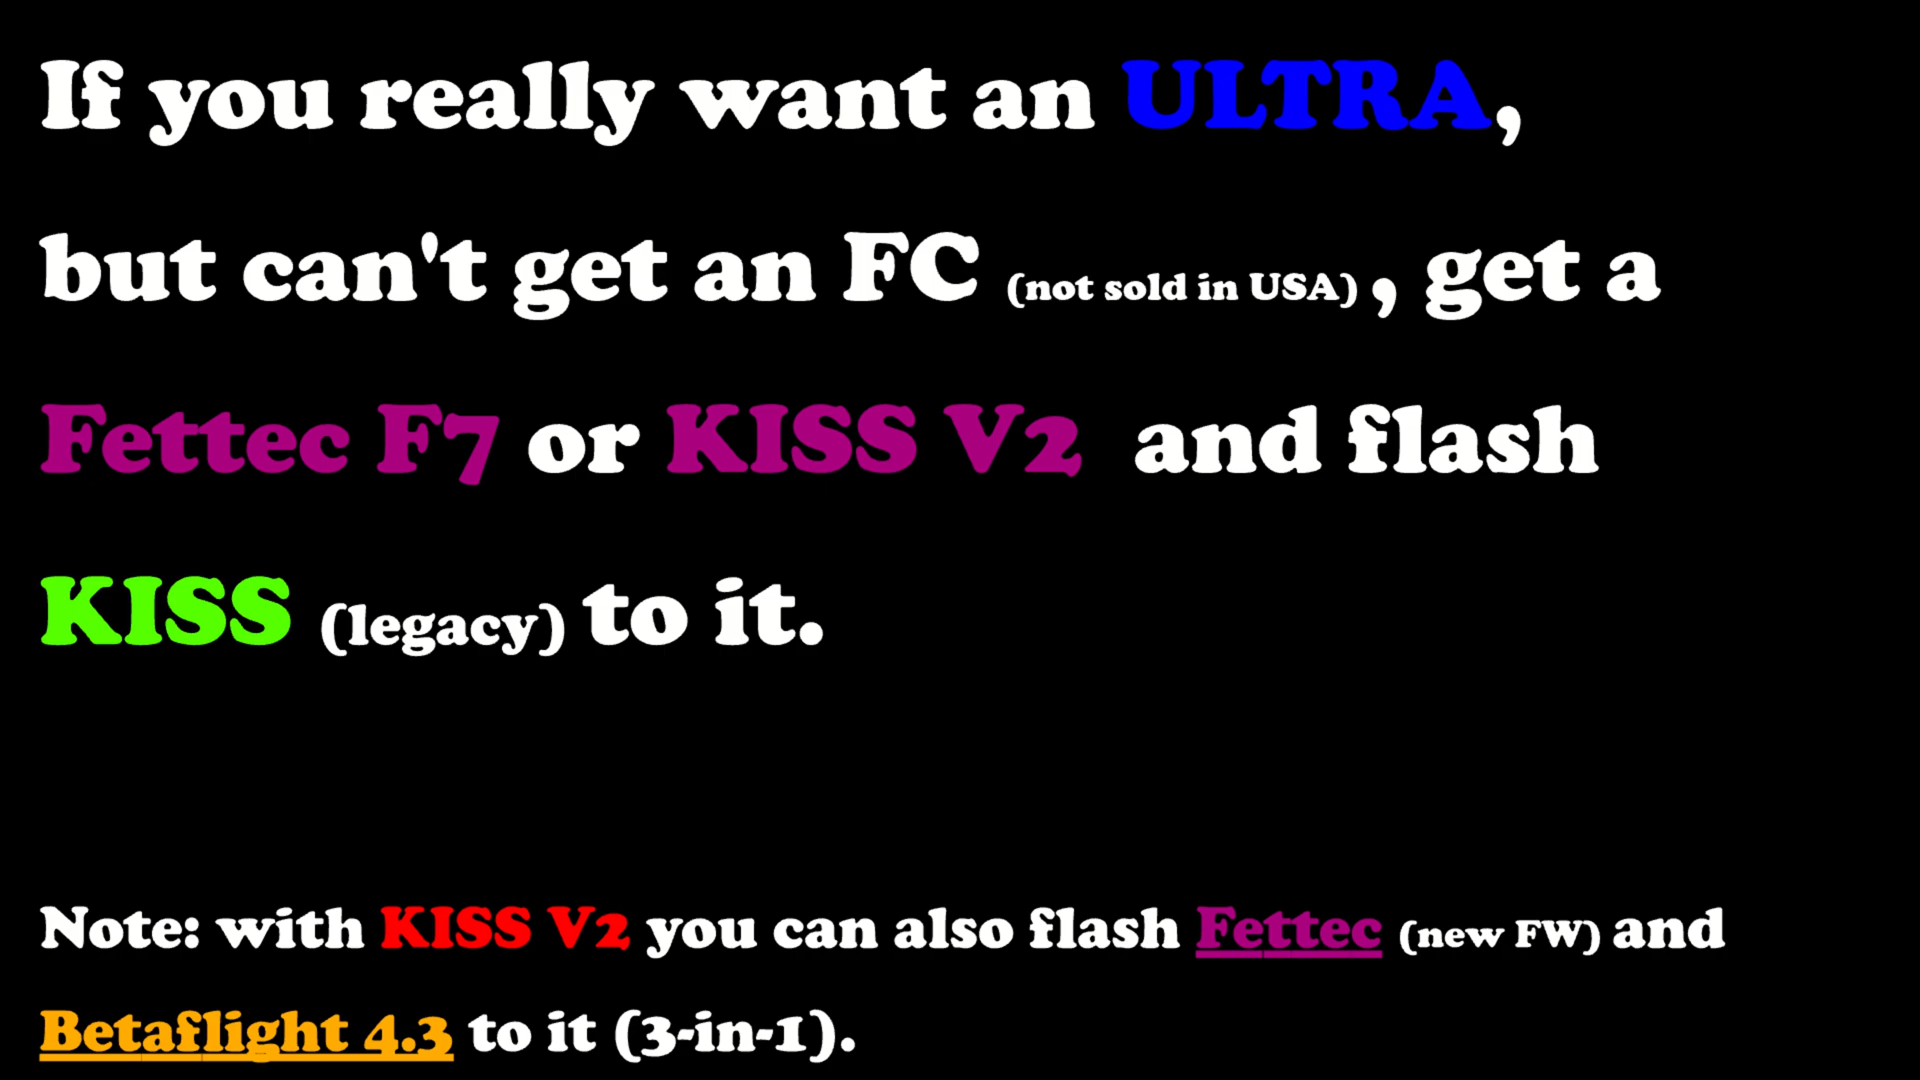 If you really want an ULTRA,
but can't get an FC (not sold in USA) , get a
Fettec F7 or KISS V2 and flash
KISS (legacy) to it.
Note: with KISS V2 you can also flash Fettec (new FW) and
Betaflight 4.3 to it (3-in-1).